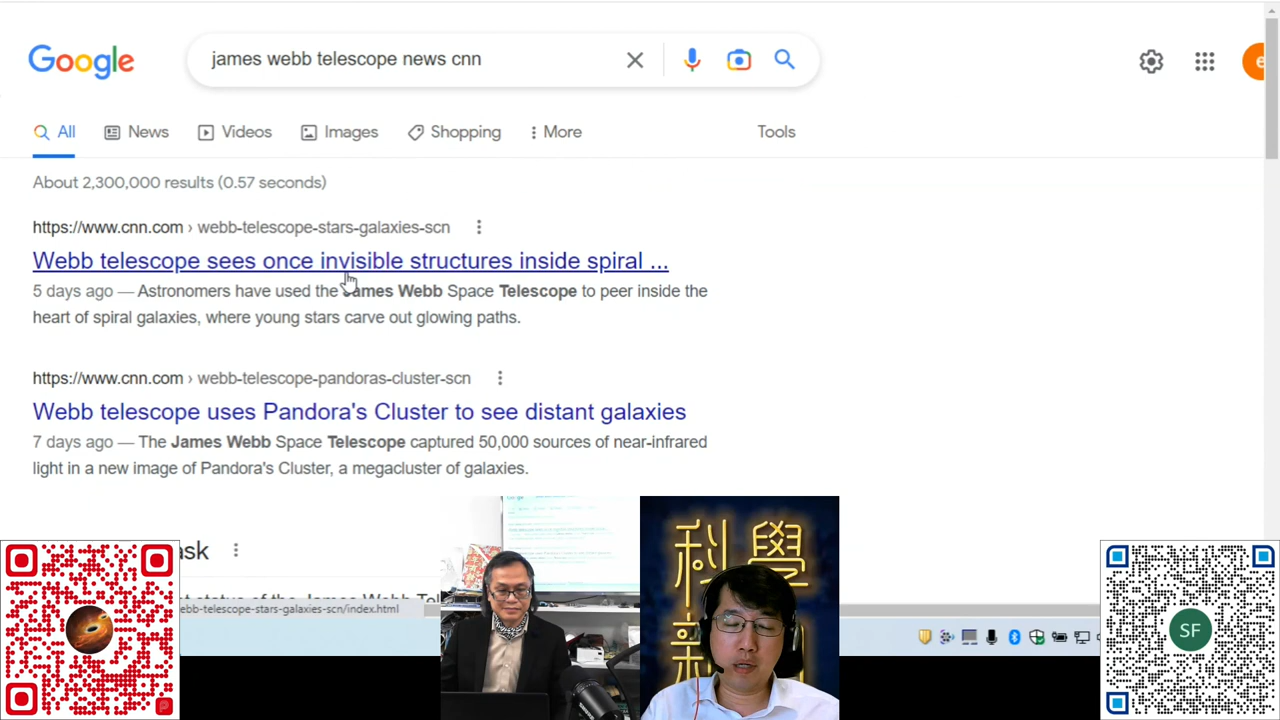 Google
james webb telescope news cnn
e
All
News
Videos
Images
Shopping
More
Tools
About 2,300,000 results (0.57 seconds)
https://www.cnn.com › webb-telescope-stars-galaxies-scn
Webb telescope sees once invisible structures inside spiral ...
5 days ago — Astronomers have used the James Webb Space Telescope to peer inside the
heart of spiral galaxies, where young stars carve out glowing paths.
https://www.cnn.com › webb-telescope-pandoras-cluster-scn
Webb telescope uses Pandora's Cluster to see distant galaxies
7 days ago — The James Webb Space Telescope captured 50,000 sources of near-infrared
light in a new image of Pandora's Cluster, a megacluster of galaxies.
ask
ebb-telescope-stars-galaxies-scn/index.html
科學
新
SF